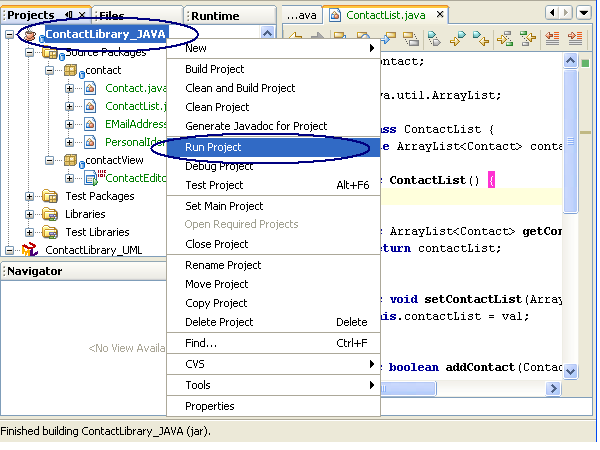 Projects
Files
Runtime
...ava
ContactList.java
ContactLibrary_JAVA
Source Packages
contact
Contact.java
ContactList.j
EMailAddress
PersonalIden
contactView
ContactEdito
Test Packages
Libraries
Test Libraries
ContactLibrary_UML
Navigator
<No View Availa
New
Build Project
Clean and Build Project
Clean Project
Generate Javadoc for Project
Run Project
Debug Project
Test Project Alt+F6
Set Main Project
Open Required Projects
Close Project
Rename Project
Move Project
Copy Project
Delete Project Delete
Find... Ctrl+F
CVS
Tools
Properties
ontact;
va.util.ArrayList;
ss ContactList {
e ArrayList<Contact> conta
c ContactList() {
c ArrayList<Contact> getCon
turn contactList;
c void setContactList(Array
his.contactList = val;
c boolean addContact(Contac
Finished building ContactLibrary_JAVA (jar).